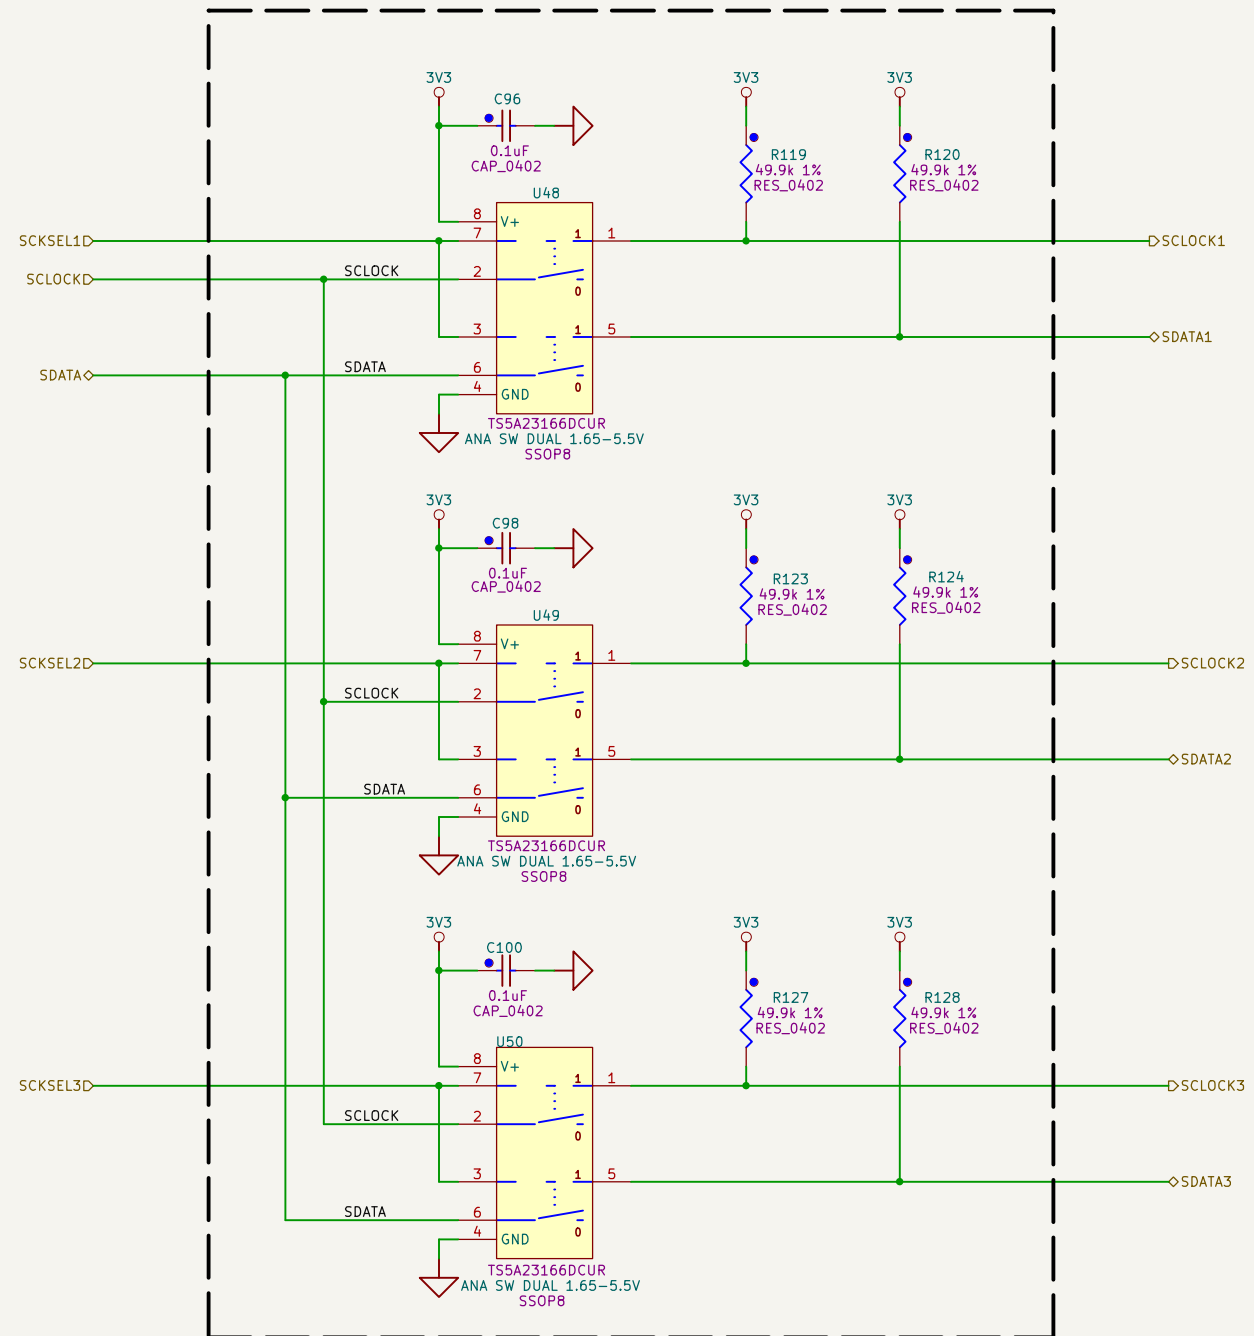 3V3
C96
0.1uF
CAP_0402
3V3
R119
49.9k 1%
RES_0402
3V3
R120
49.9k 1%
RES_0402
U48
8 V+
SCKSEL1 7 1 1 SCLOCK1
SCLOCK SCLOCK 2
0
3 1 5 SDATA1
SDATA SDATA 6
0
4 GND
TS5A23166DCUR
ANA SW DUAL 1.65-5.5V
SSOP8
3V3
C98
0.1uF
CAP_0402
3V3
R123
49.9k 1%
RES_0402
3V3
R124
49.9k 1%
RES_0402
U49
8 V+
SCKSEL2 7 1 1 SCLOCK2
SCLOCK 2
0
3 1 5 SDATA2
SDATA 6
0
4 GND
TS5A23166DCUR
ANA SW DUAL 1.65-5.5V
SSOP8
3V3
C100
0.1uF
CAP_0402
3V3
R127
49.9k 1%
RES_0402
3V3
R128
49.9k 1%
RES_0402
U50
8 V+
SCKSEL3 7 1 1 SCLOCK3
SCLOCK 2
0
3 1 5 SDATA3
SDATA 6
0
4 GND
TS5A23166DCUR
ANA SW DUAL 1.65-5.5V
SSOP8